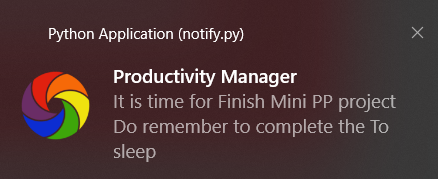 Python Application (notify.py)
Productivity Manager
It is time for Finish Mini PP project
Do remember to complete the To
sleep